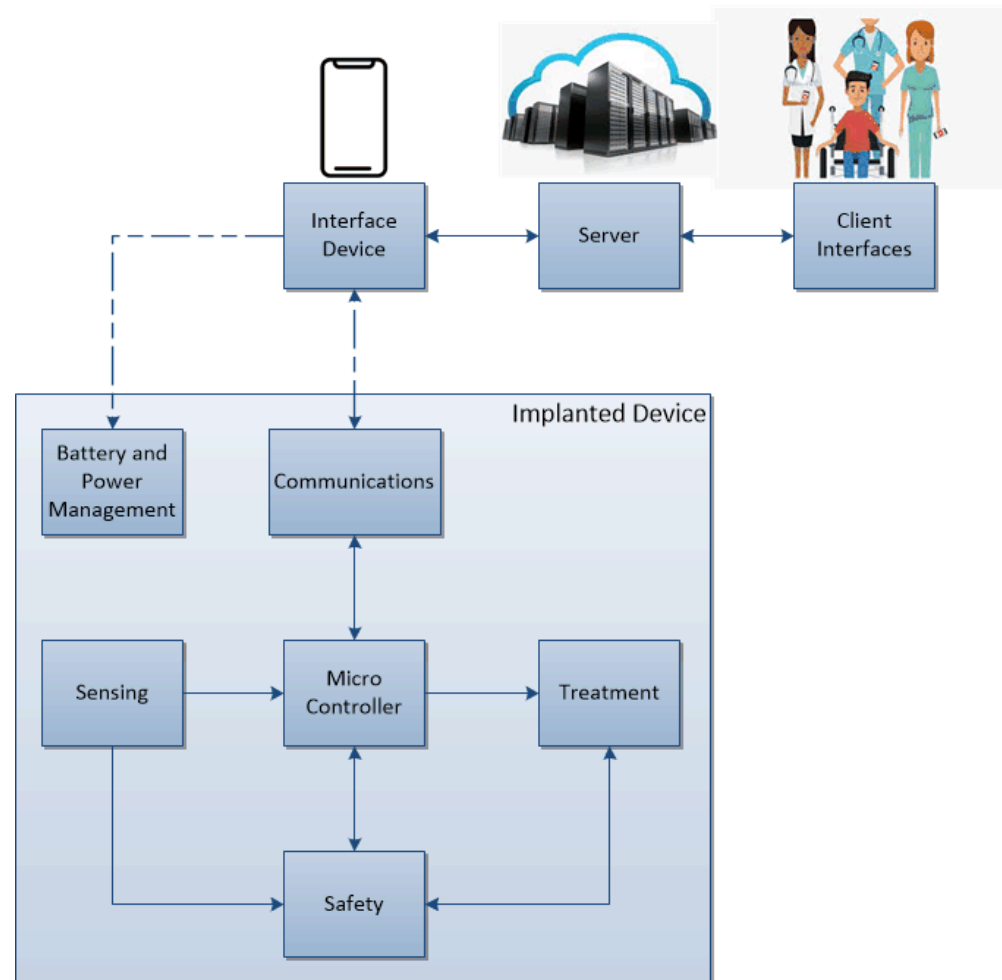 Interface
Device
Server
Client
Interfaces
Implanted Device
Battery and
Power
Management
Communications
Sensing
Micro
Controller
Treatment
Safety